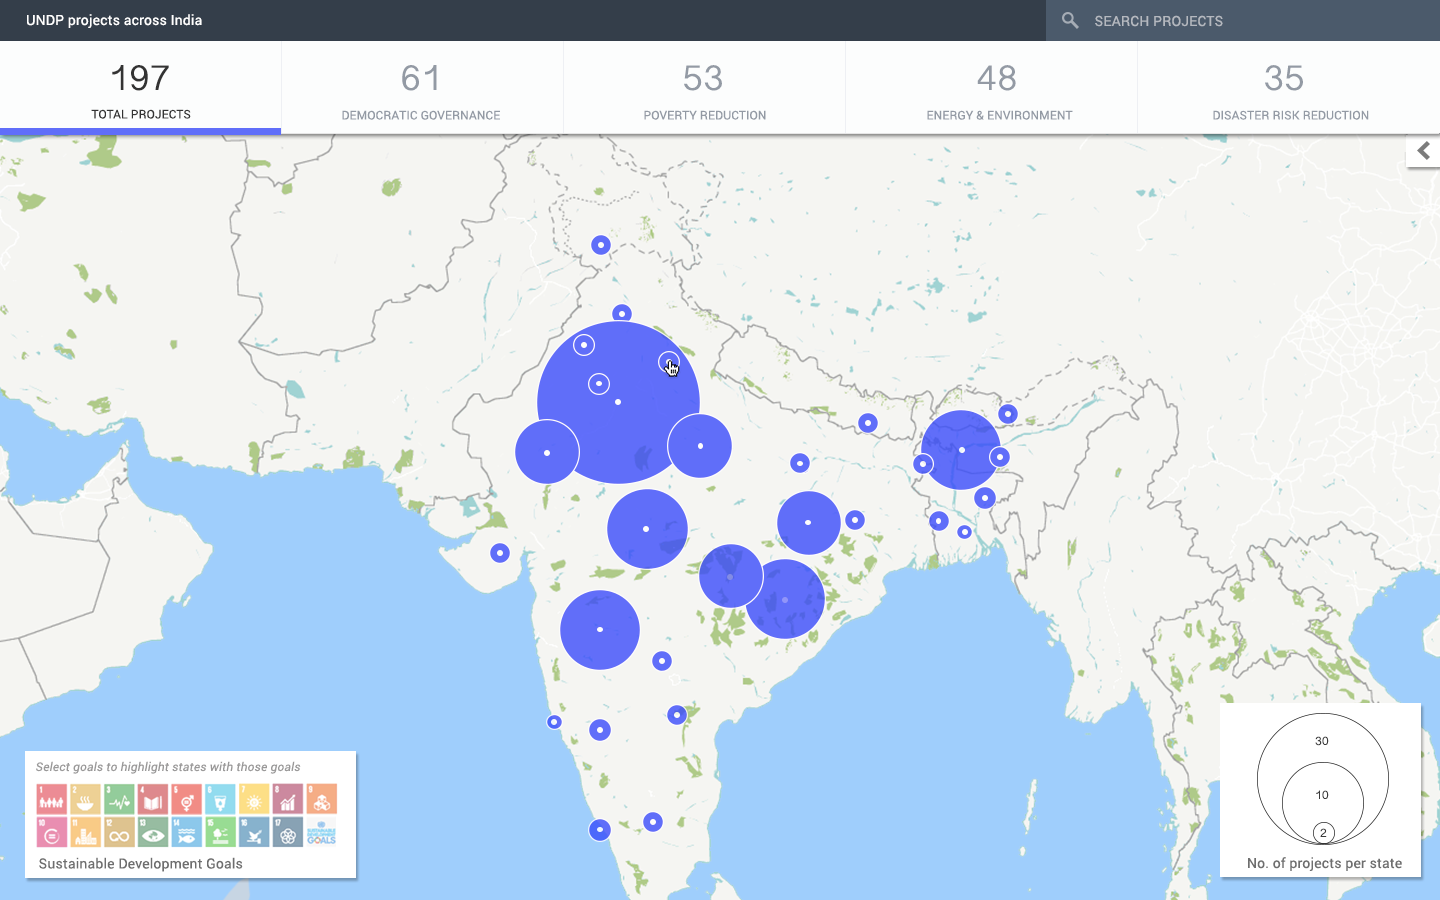 UNDP projects across India
SEARCH PROJECTS
197
TOTAL PROJECTS
61
DEMOCRATIC GOVERNANCE
53
POVERTY REDUCTION
48
ENERGY & ENVIRONMENT
35
DISASTER RISK REDUCTION
Select goals to highlight states with those goals
1 2 3 4 5 6 7 8 9
10 11 12 13 14 15 16 17
SUSTAINABLE
DEVELOPMENT
GOALS
Sustainable Development Goals
30
10
2
No. of projects per state